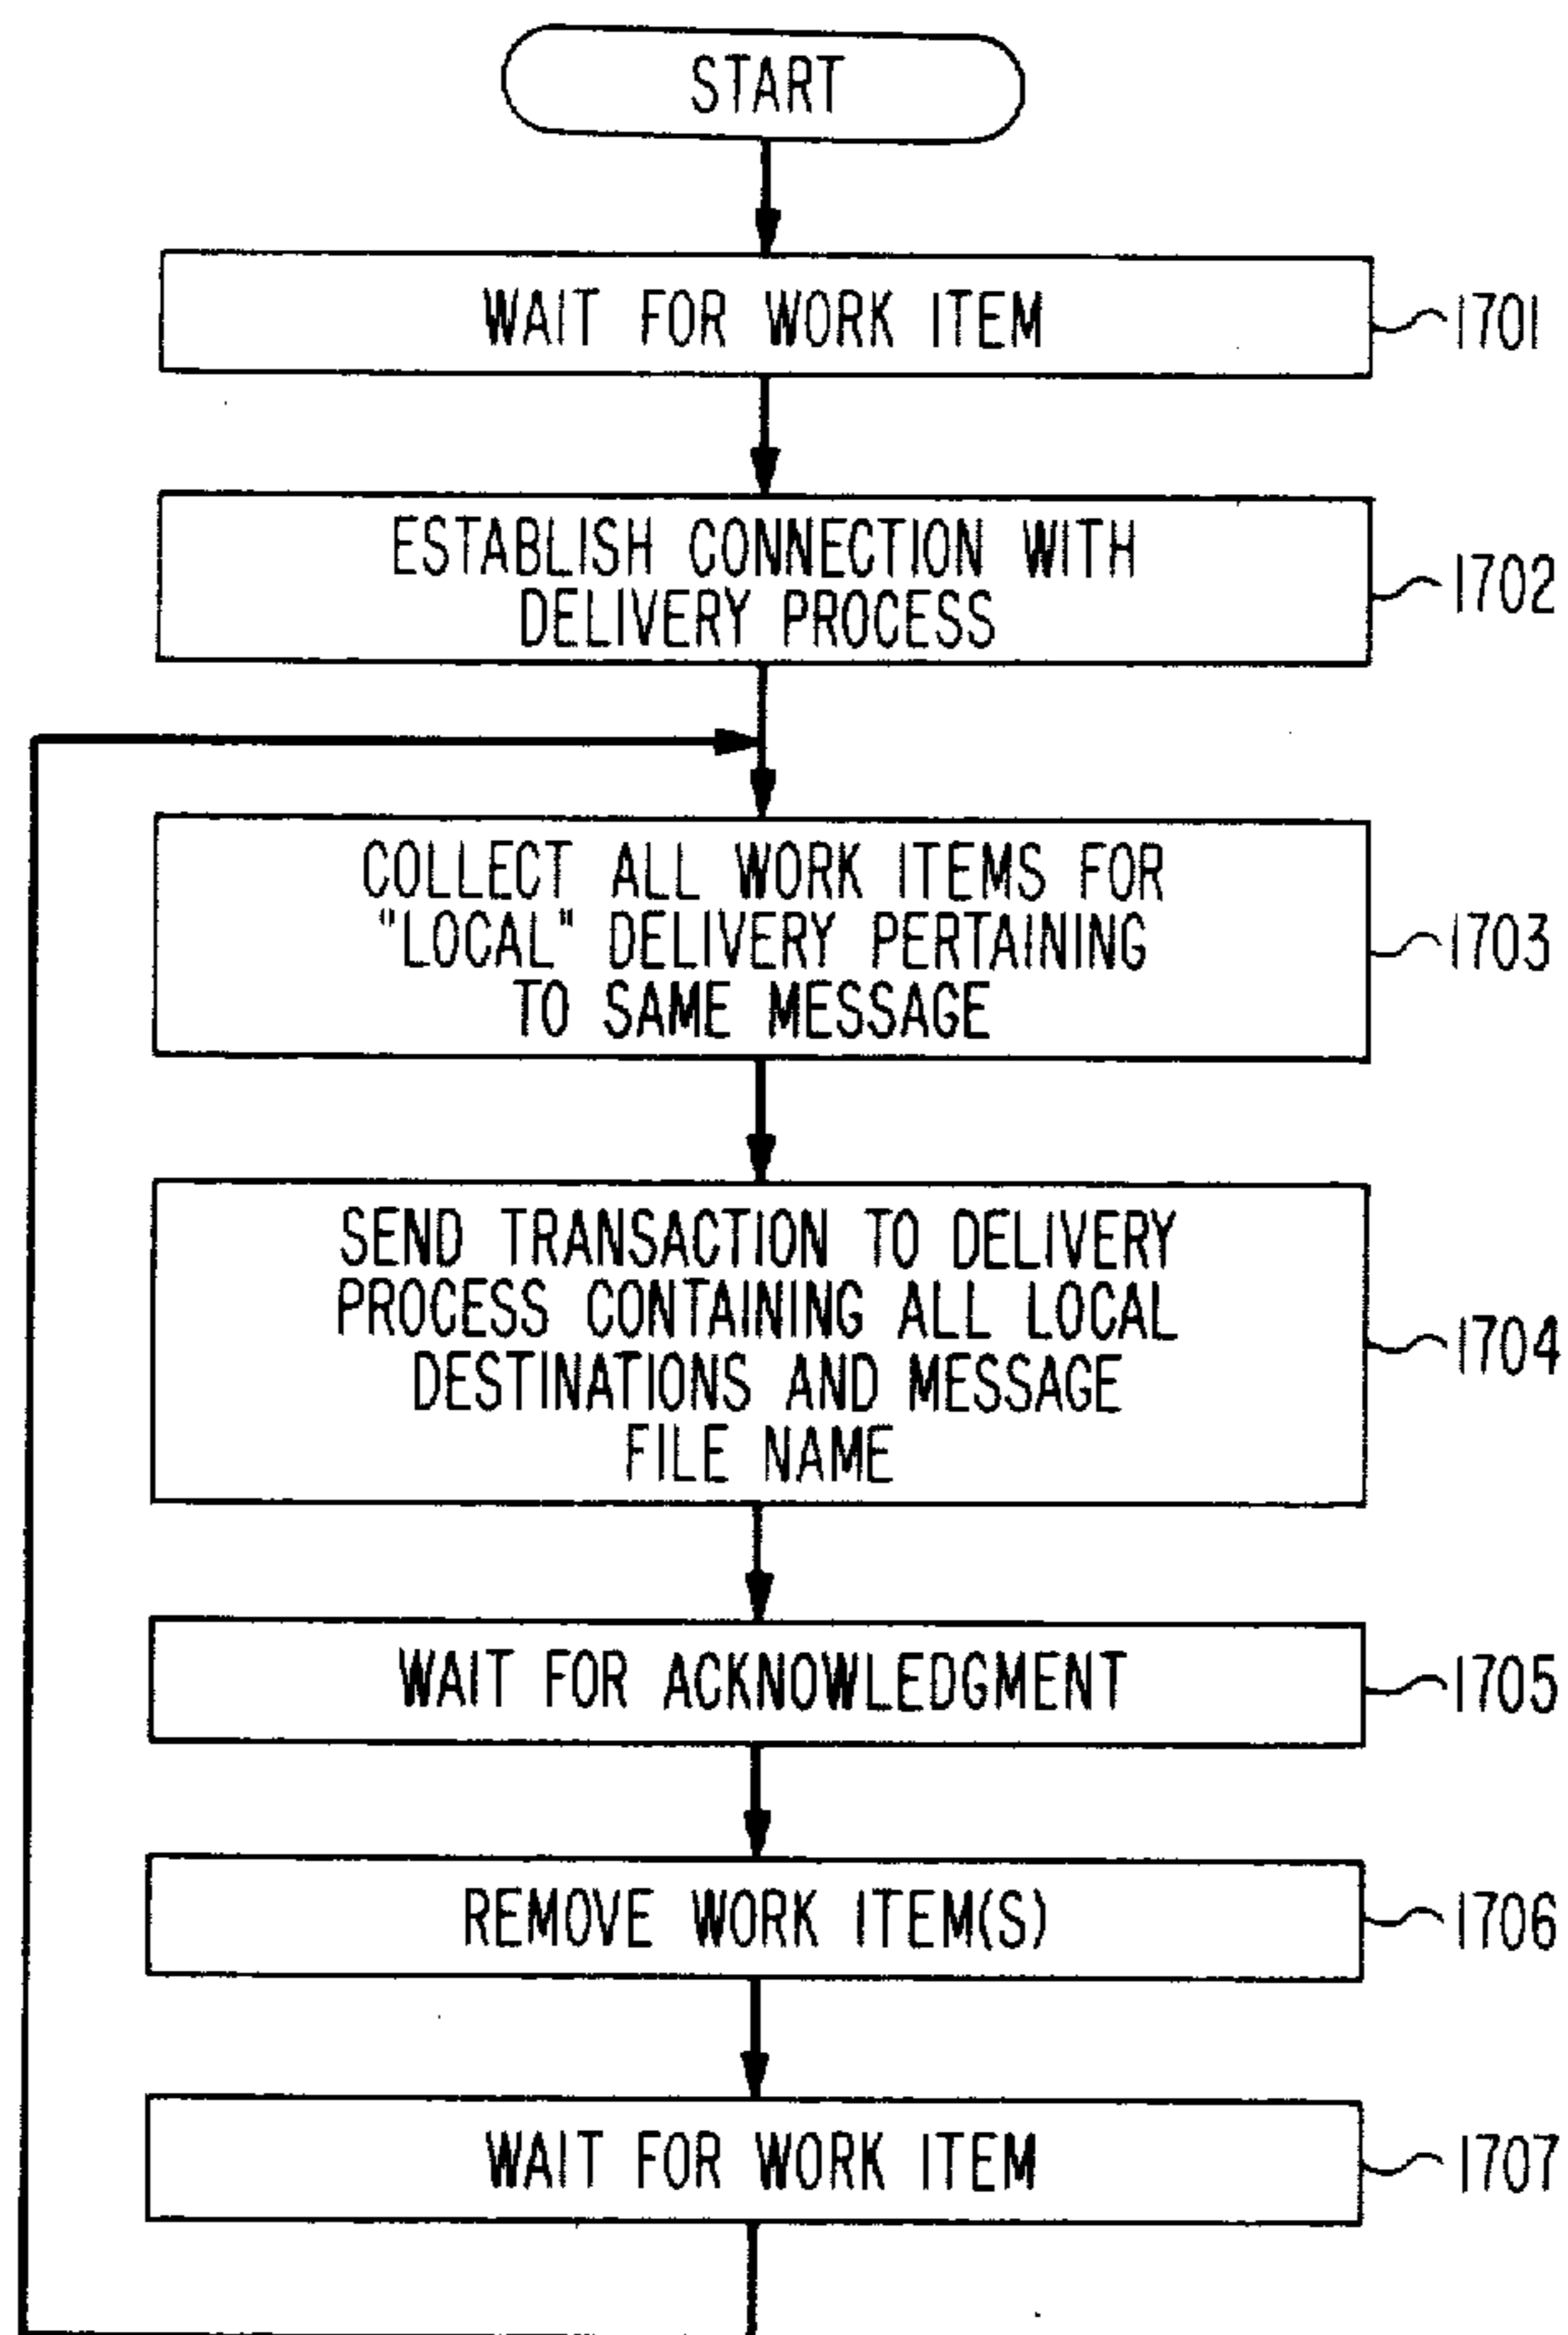 START
WAIT FOR WORK ITEM
1701
ESTABLISH CONNECTION WITH
DELIVERY PROCESS
1702
COLLECT ALL WORK ITEMS FOR
"LOCAL" DELIVERY PERTAINING
TO SAME MESSAGE
1703
SEND TRANSACTION TO DELIVERY
PROCESS CONTAINING ALL LOCAL
DESTINATIONS AND MESSAGE
FILE NAME
1704
WAIT FOR ACKNOWLEDGMENT
1705
REMOVE WORK ITEM(S)
1706
WAIT FOR WORK ITEM
1707